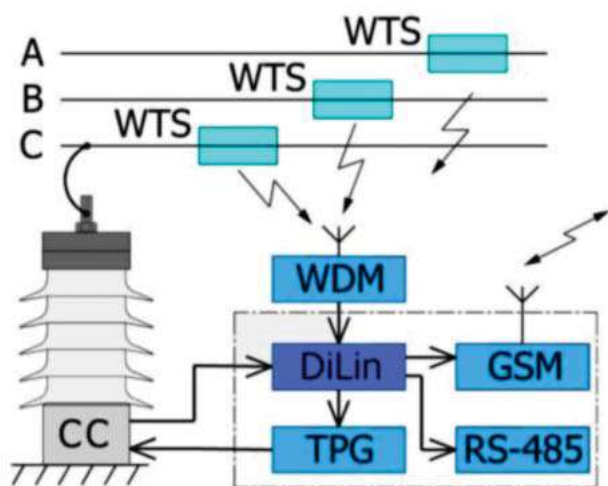 A WTS
B WTS
C WTS
WDM
DiLin GSM
CC TPG RS-485